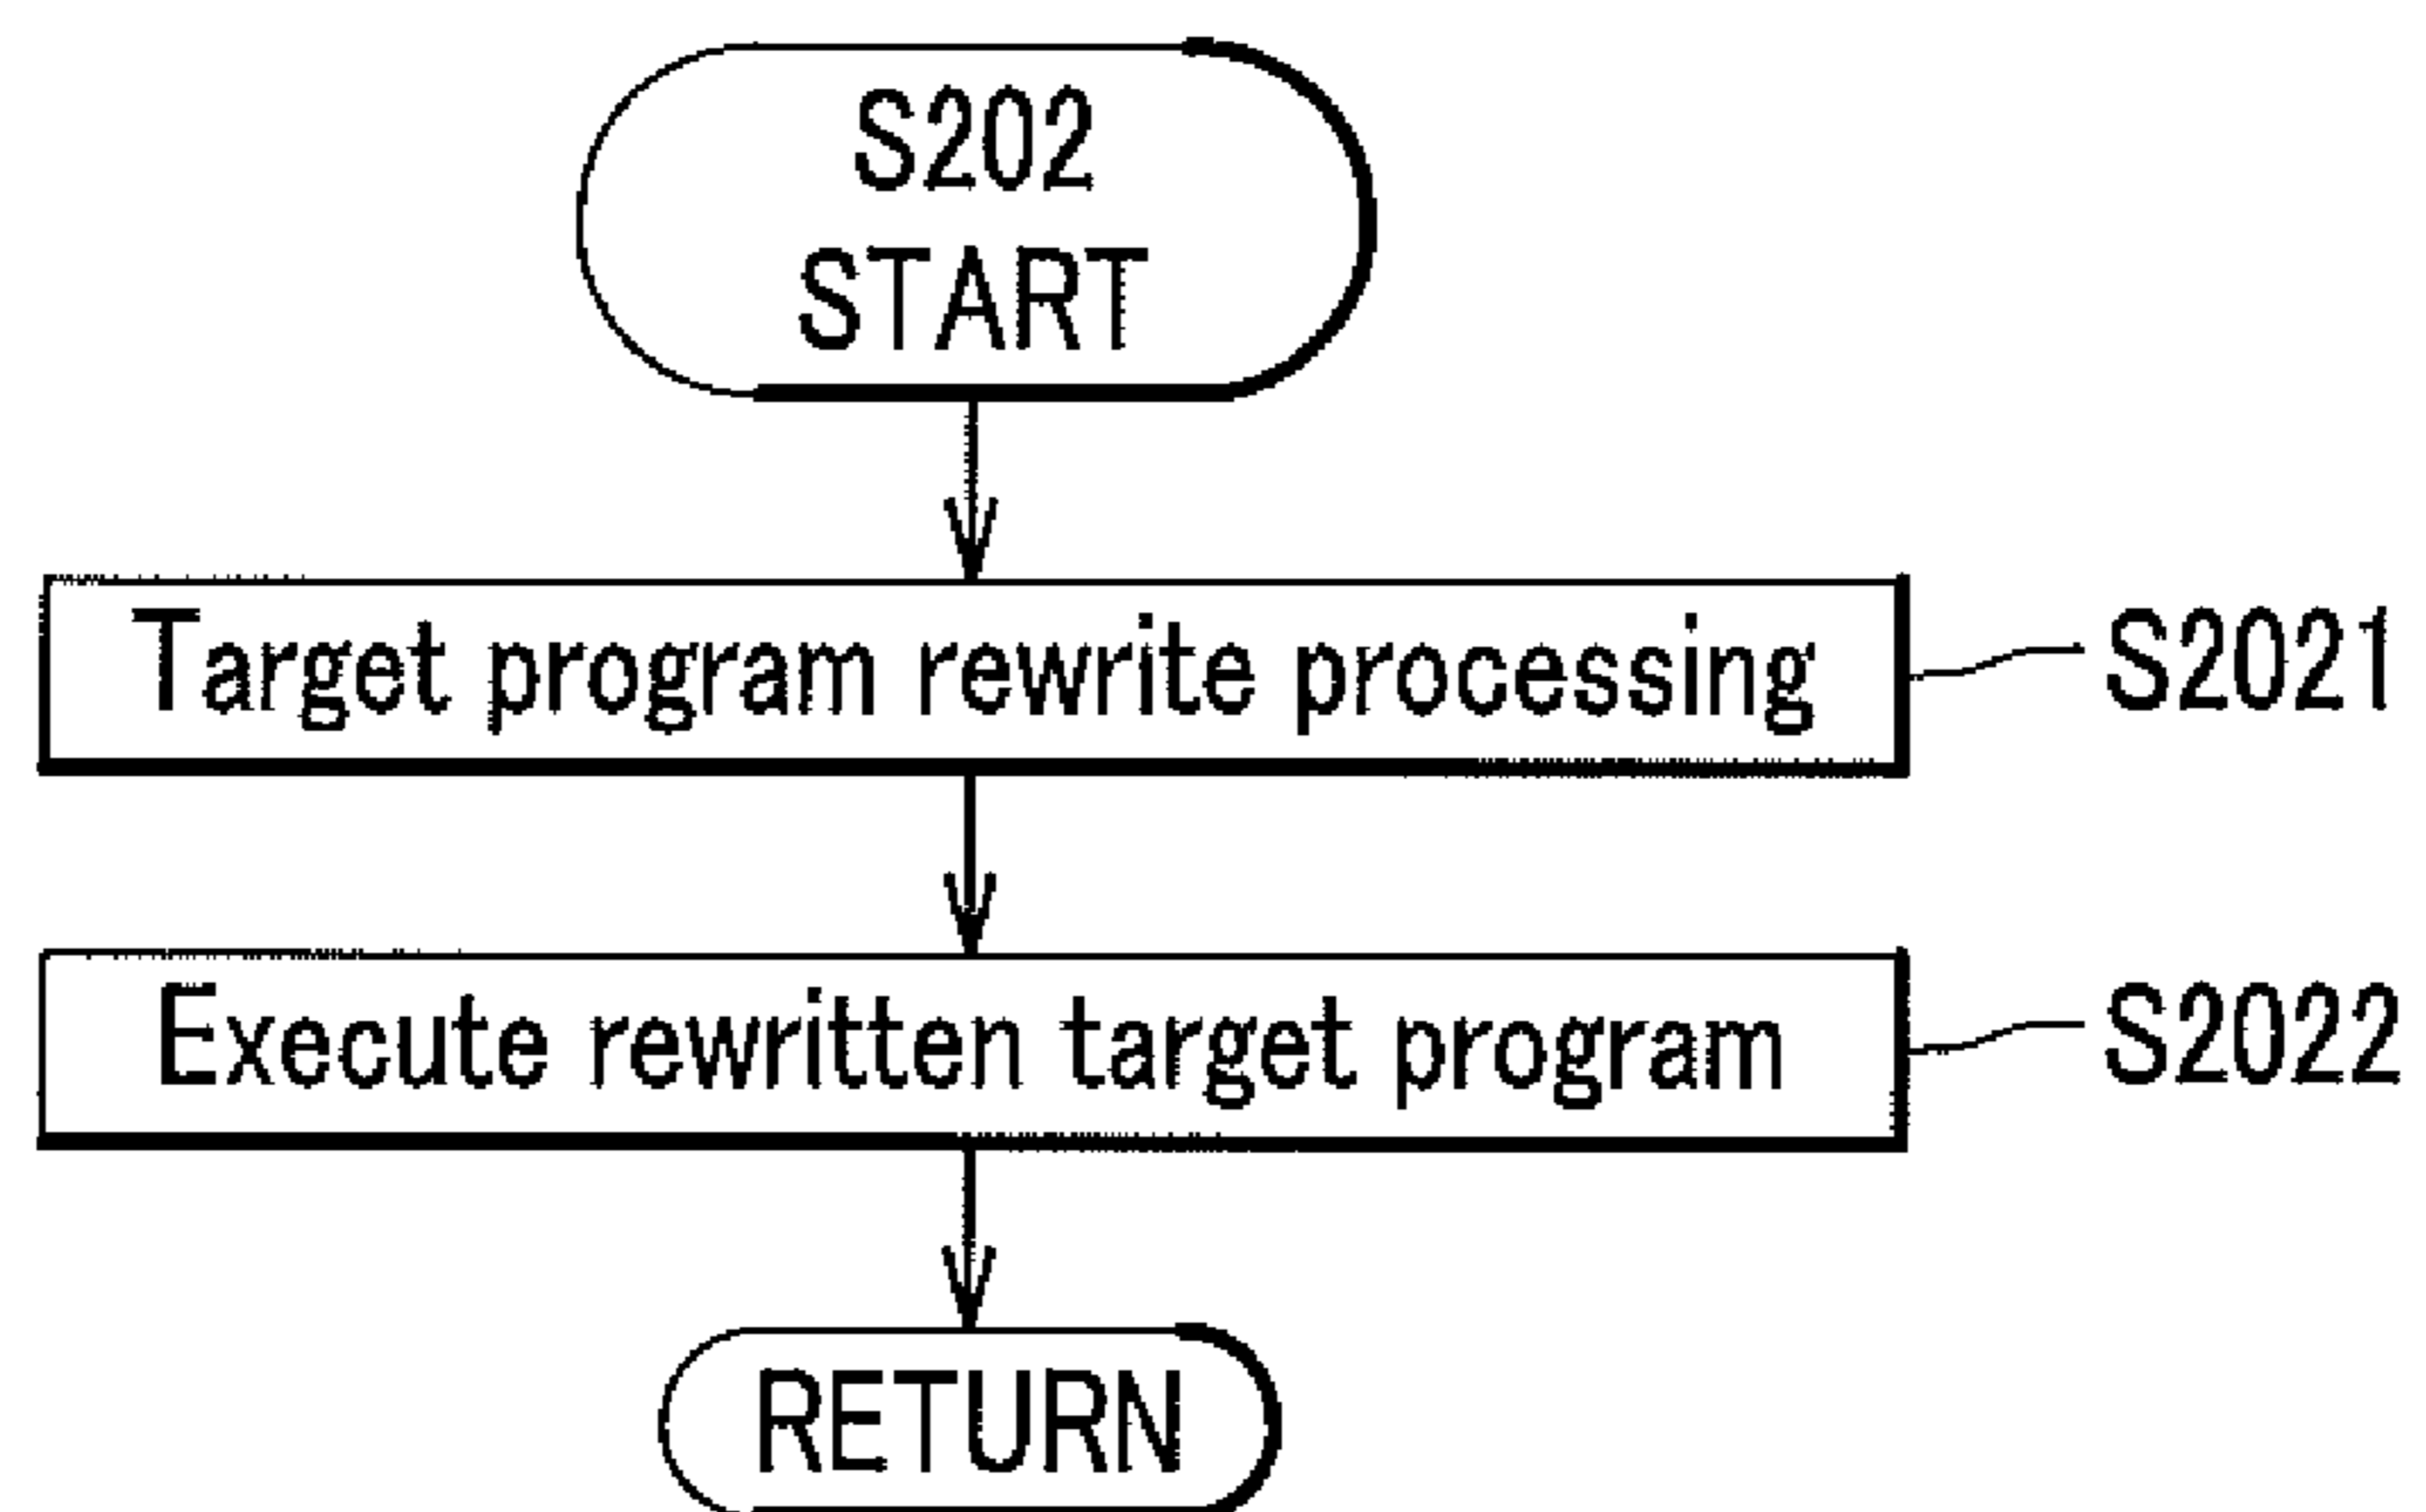 S202
START
Target program rewrite processing
S2021
Execute rewritten target program
S2022
RETURN